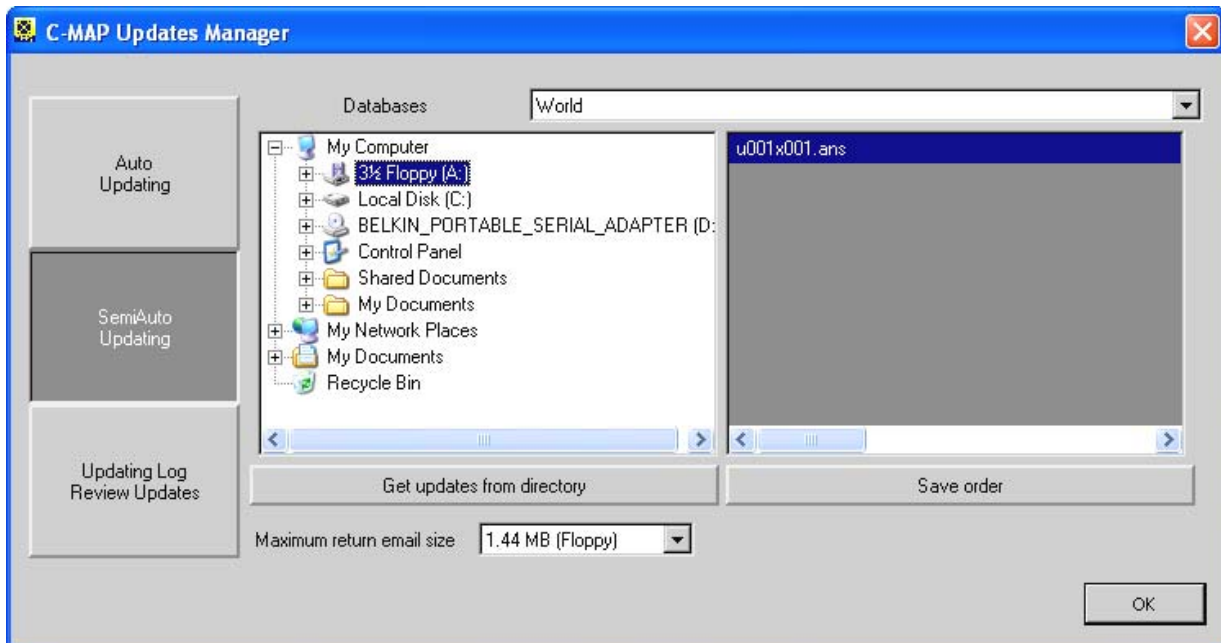 C-MAP Updates Manager
Databases
World
Auto
Updating
SemiAuto
Updating
Updating Log
Review Updates
My Computer
3½ Floppy (A:)
Local Disk (C:)
BELKIN_PORTABLE_SERIAL_ADAPTER (D:
Control Panel
Shared Documents
My Documents
My Network Places
My Documents
Recycle Bin
u001x001.ans
Get updates from directory
Save order
Maximum return email size
1.44 MB (Floppy)
OK